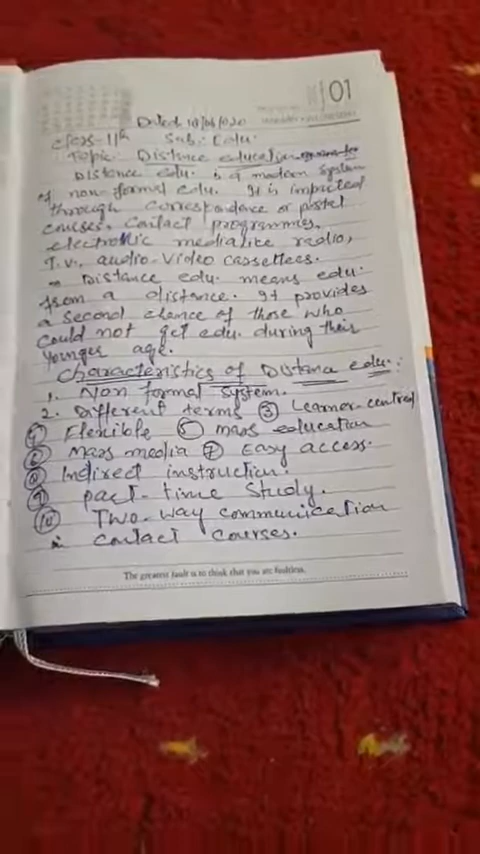 01
Dated 10/06/2020
Class-11th Sub:- Edu.
Topic: Distance education
Distance edu. is a modern system
of non-formal edu. It is imparted
through correspondence or postal
courses, contact programmes,
electronic media like radio,
T.V., audio-video cassettees.
Distance edu. means edu.
from a distance. It provides
a second chance of those who
could not get edu. during their
younger age.
Characteristics of Distance edu.:
1. Non formal system.
2. Different terms ③ Learner-centred
④ Flexible ⑤ mass education
⑥ Mass media ⑦ Easy access.
⑧ Indirect instruction.
⑨ part-time study.
⑩ Two-way communication
contact courses.
The greatest fault is to think that you are faultless.